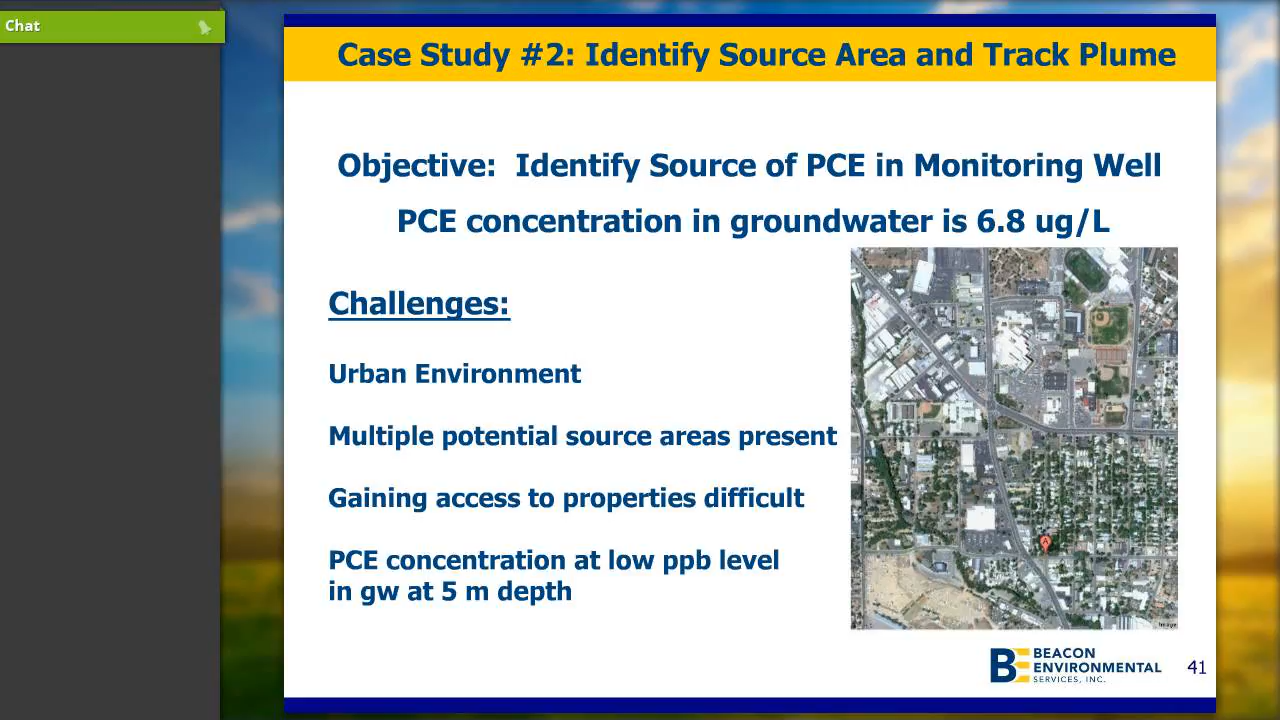 Chat
Case Study #2: Identify Source Area and Track Plume
Objective: Identify Source of PCE in Monitoring Well
PCE concentration in groundwater is 6.8 ug/L
Challenges:
Urban Environment
Multiple potential source areas present
Gaining access to properties difficult
PCE concentration at low ppb level
in gw at 5 m depth
A
Image
BE
BEACON
ENVIRONMENTAL
SERVICES, INC.
41